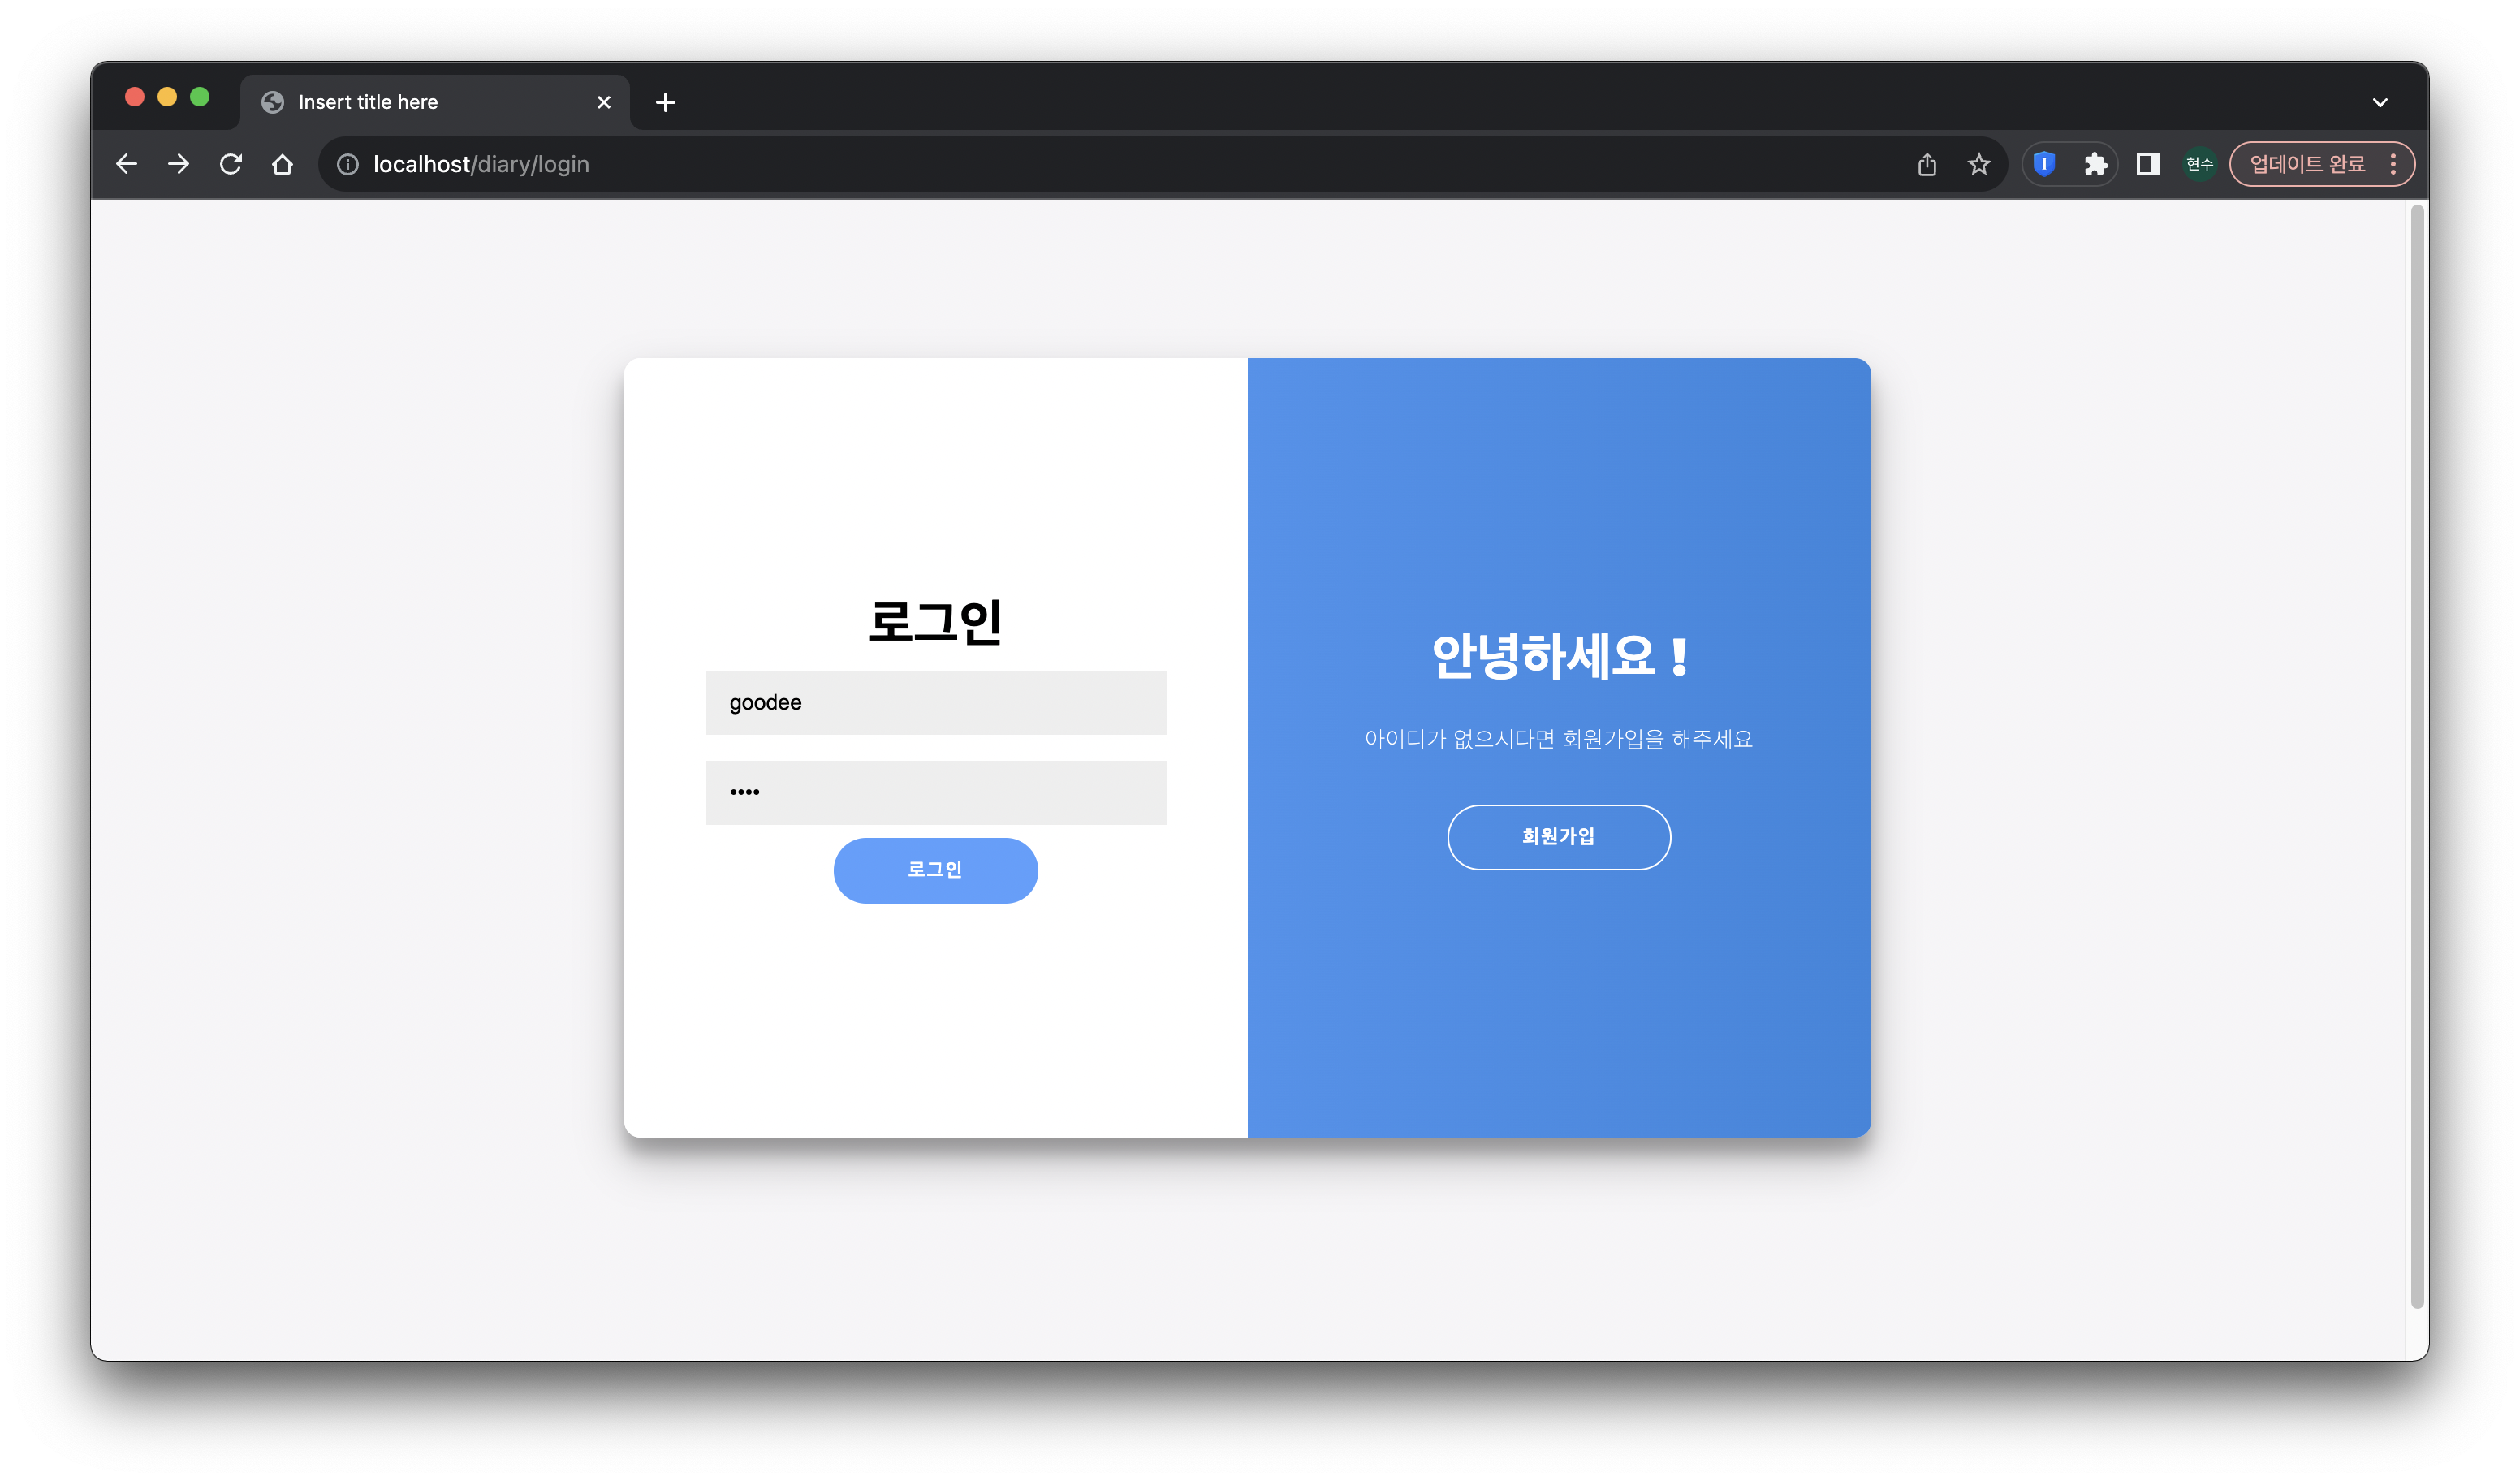 Insert title here
localhost/diary/login
현수
업데이트 완료
로그인
goodee
••••
로그인
안녕하세요 !
아이디가 없으시다면 회원가입을 해주세요
회원가입